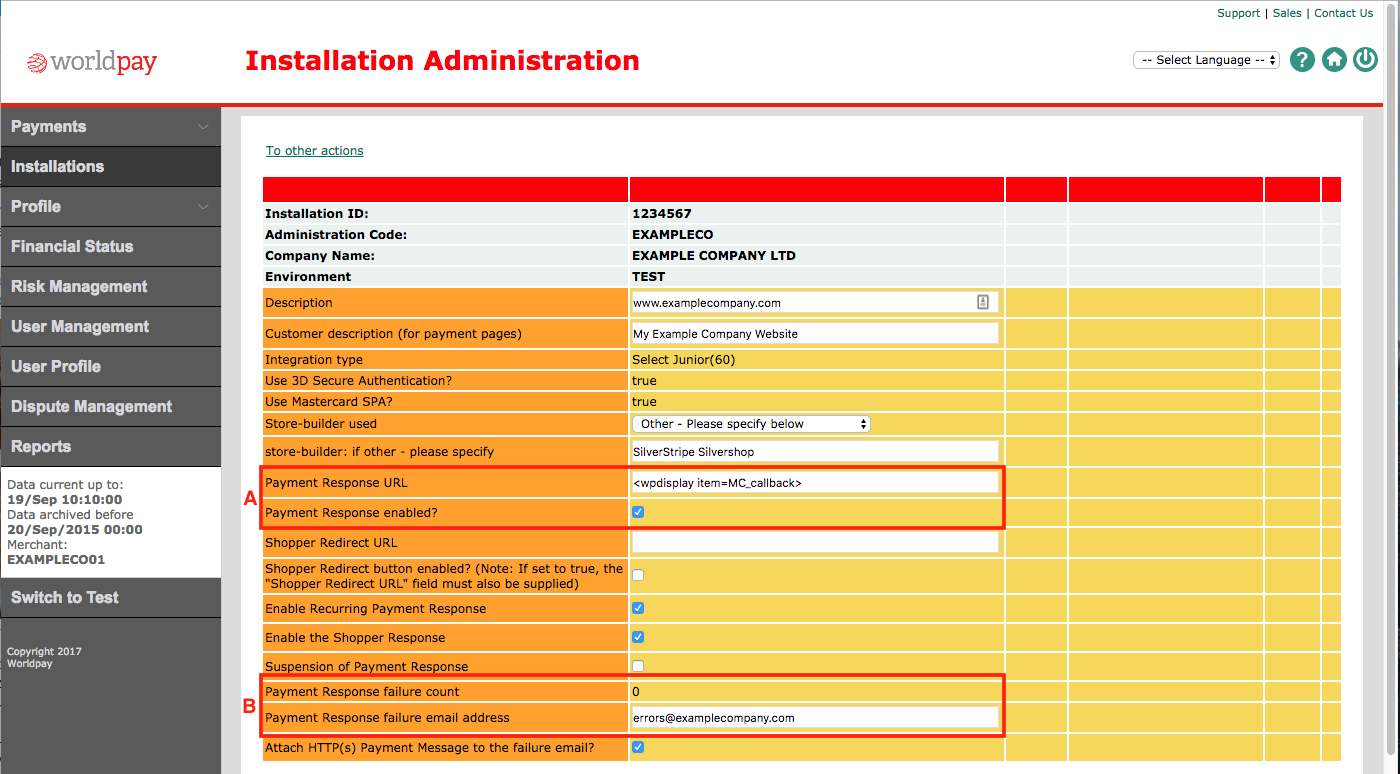 Support | Sales | Contact Us
worldpay
Installation Administration
-- Select Language --
?
Payments
Installations
Profile
Financial Status
Risk Management
User Management
User Profile
Dispute Management
Reports
Data current up to:
19/Sep 10:10:00
Data archived before
20/Sep/2015 00:00
Merchant:
EXAMPLECO01
Switch to Test
Copyright 2017
Worldpay
To other actions
Installation ID: 1234567
Administration Code: EXAMPLECO
Company Name: EXAMPLE COMPANY LTD
Environment TEST
Description www.examplecompany.com
Customer description (for payment pages) My Example Company Website
Integration type Select Junior(60)
Use 3D Secure Authentication? true
Use Mastercard SPA? true
Store-builder used Other - Please specify below
store-builder: if other - please specify SilverStripe Silvershop
A
Payment Response URL <wpdisplay item=MC_callback>
Payment Response enabled?
Shopper Redirect URL
Shopper Redirect button enabled? (Note: If set to true, the
"Shopper Redirect URL" field must also be supplied)
Enable Recurring Payment Response
Enable the Shopper Response
Suspension of Payment Response
B
Payment Response failure count 0
Payment Response failure email address errors@examplecompany.com
Attach HTTP(s) Payment Message to the failure email?